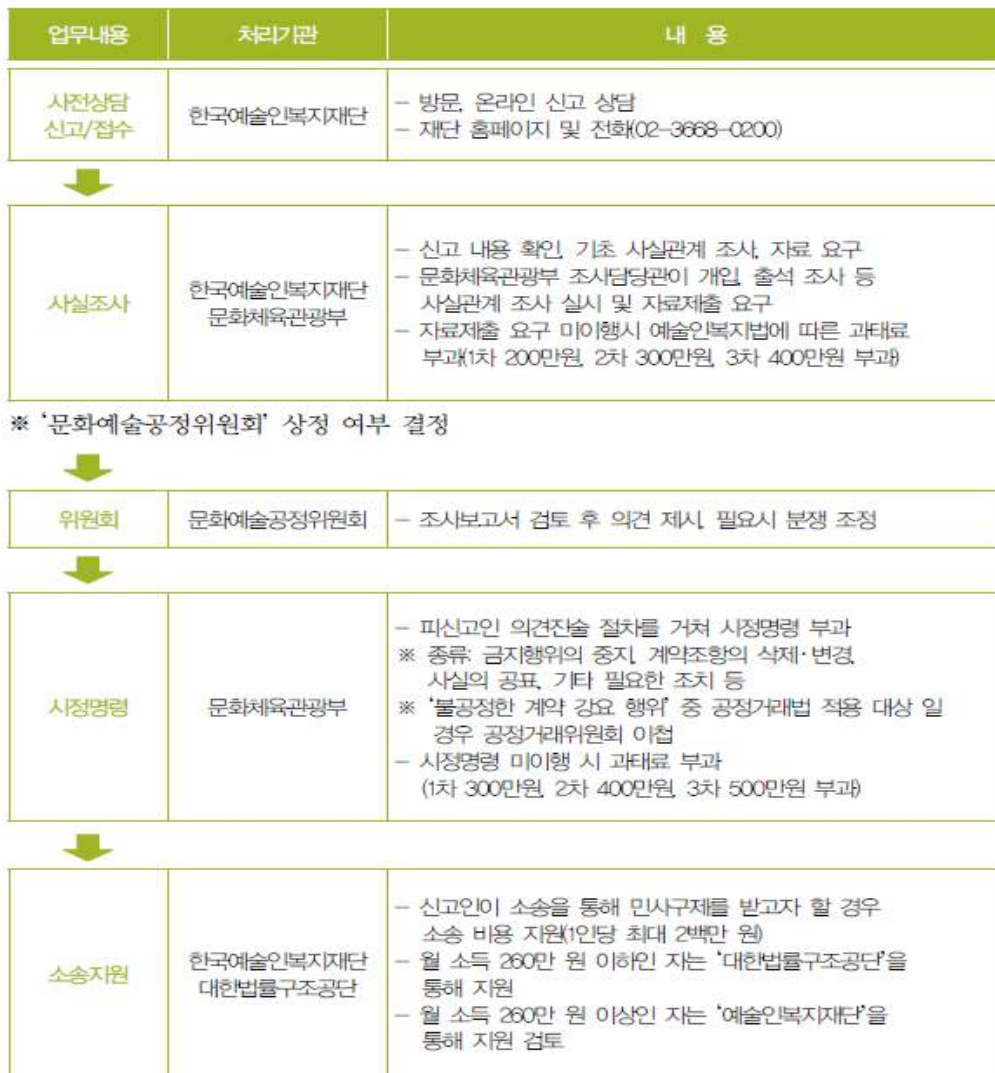 업무내용 처리기관 내 용
사전상담
신고/접수
한국예술인복지재단
– 방문, 온라인 신고 상담
– 재단 홈페이지 및 전화(02-3668-0200)
사실조사
한국예술인복지재단
문화체육관광부
– 신고 내용 확인, 기초 사실관계 조사, 자료 요구
– 문화체육관광부 조사담당관이 개입, 출석 조사 등
사실관계 조사 실시 및 자료제출 요구
– 자료제출 요구 미이행시 예술인복지법에 따른 과태료
부과(1차 200만원, 2차 300만원, 3차 400만원 부과)
※ ‘문화예술공정위원회’ 상정 여부 결정
위원회
문화예술공정위원회
– 조사보고서 검토 후 의견 제시, 필요시 분쟁 조정
시정명령
문화체육관광부
– 피신고인 의견진술 절차를 거쳐 시정명령 부과
※ 종류: 금지행위의 중지, 계약조항의 삭제·변경,
사실의 공표, 기타 필요한 조치 등
※ ‘불공정한 계약 강요 행위’ 중 공정거래법 적용 대상 일
경우 공정거래위원회 이첩
– 시정명령 미이행 시 과태료 부과
(1차 300만원, 2차 400만원, 3차 500만원 부과)
소송지원
한국예술인복지재단
대한법률구조공단
– 신고인이 소송을 통해 민사구제를 받고자 할 경우
소송 비용 지원(1인당 최대 2백만 원)
– 월 소득 260만 원 이하인 자는 ‘대한법률구조공단’을
통해 지원
– 월 소득 260만 원 이상인 자는 ‘예술인복지재단’을
통해 지원 검토